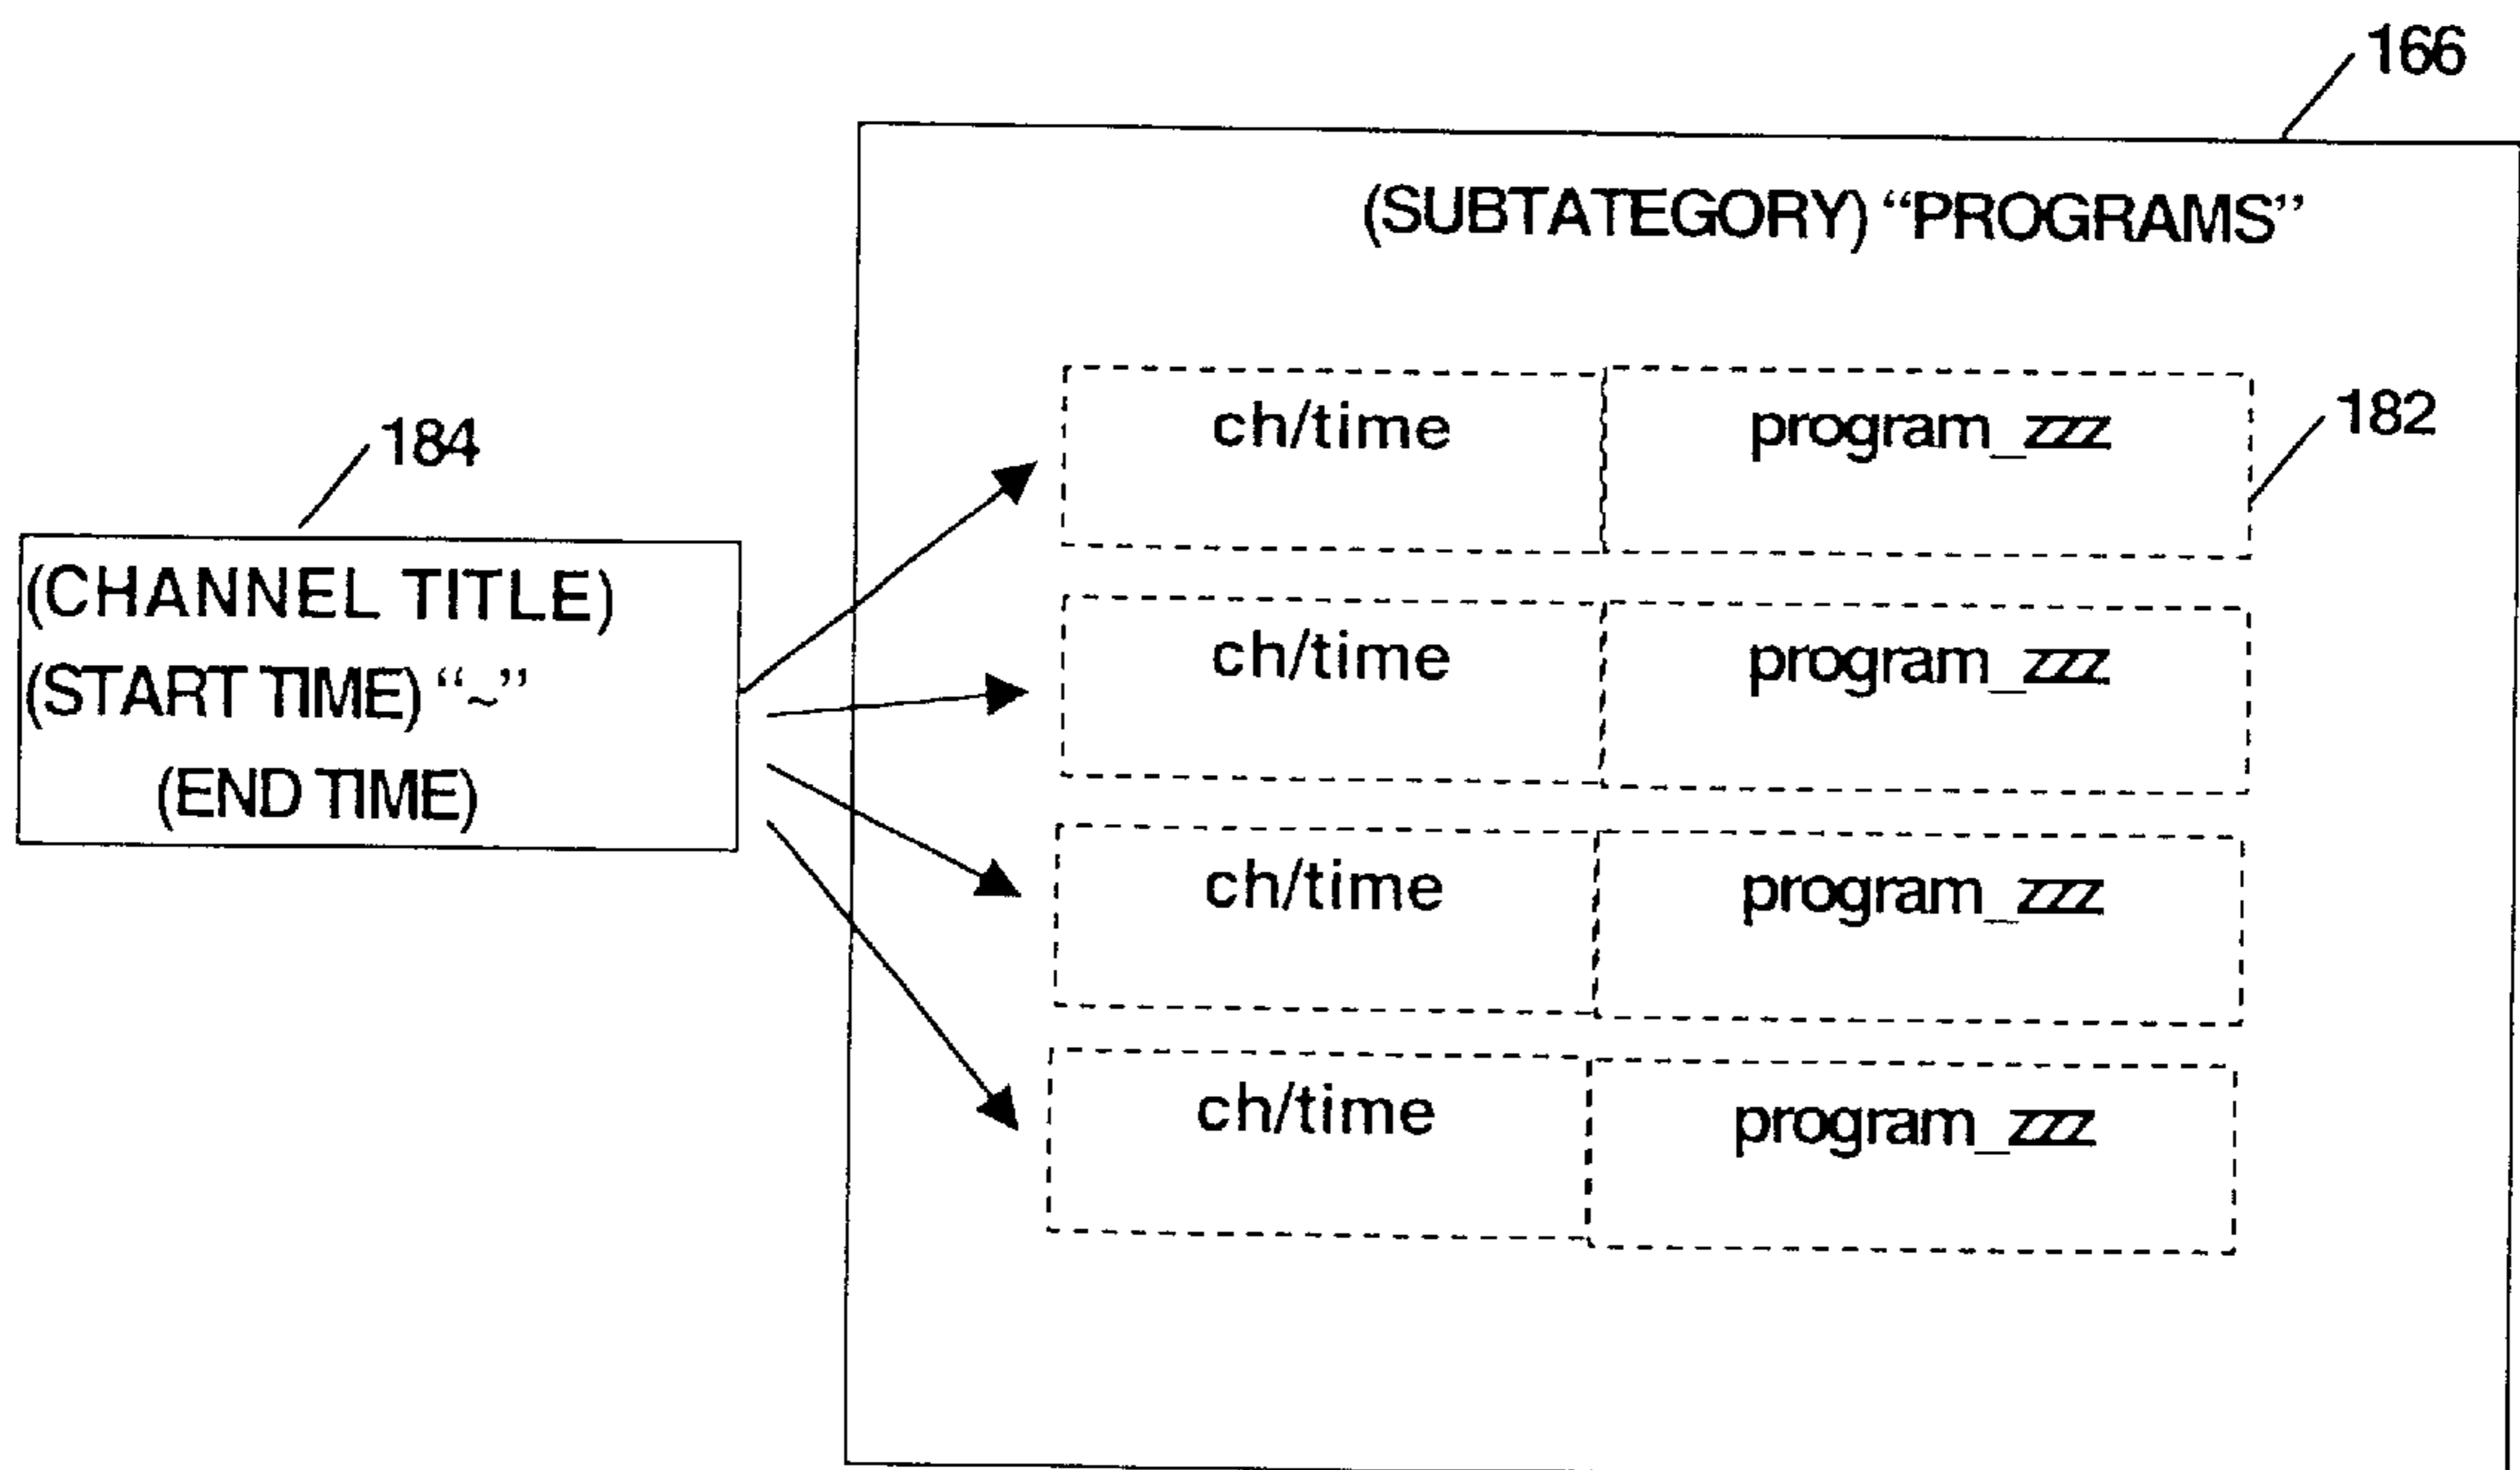 166
(SUBTATEGORY) “PROGRAMS”
184
(CHANNEL TITLE)
(START TIME) “~”
(END TIME)
182
ch/time program_zzz
ch/time program_zzz
ch/time program_zzz
ch/time program_zzz